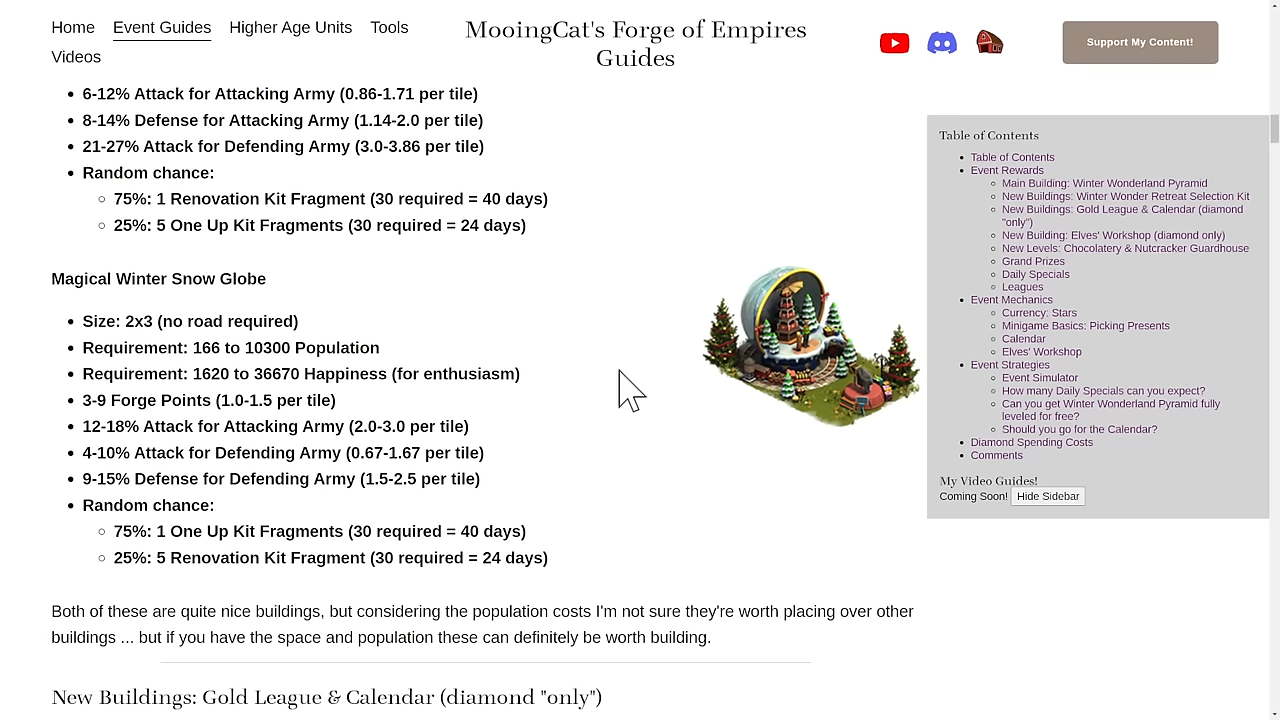 Home Event Guides Higher Age Units Tools
Videos
MooingCat's Forge of Empires
Guides
Support My Content!
6-12% Attack for Attacking Army (0.86-1.71 per tile)
8-14% Defense for Attacking Army (1.14-2.0 per tile)
21-27% Attack for Defending Army (3.0-3.86 per tile)
Random chance:
75%: 1 Renovation Kit Fragment (30 required = 40 days)
25%: 5 One Up Kit Fragments (30 required = 24 days)
Magical Winter Snow Globe
Size: 2x3 (no road required)
Requirement: 166 to 10300 Population
Requirement: 1620 to 36670 Happiness (for enthusiasm)
3-9 Forge Points (1.0-1.5 per tile)
12-18% Attack for Attacking Army (2.0-3.0 per tile)
4-10% Attack for Defending Army (0.67-1.67 per tile)
9-15% Defense for Defending Army (1.5-2.5 per tile)
Random chance:
75%: 1 One Up Kit Fragments (30 required = 40 days)
25%: 5 Renovation Kit Fragment (30 required = 24 days)
Both of these are quite nice buildings, but considering the population costs I'm not sure they're worth placing over other
buildings ... but if you have the space and population these can definitely be worth building.
New Buildings: Gold League & Calendar (diamond "only")
Table of Contents
Table of Contents
Event Rewards
Main Building: Winter Wonderland Pyramid
New Buildings: Winter Wonder Retreat Selection Kit
New Buildings: Gold League & Calendar (diamond
"only")
New Building: Elves' Workshop (diamond only)
New Levels: Chocolatery & Nutcracker Guardhouse
Grand Prizes
Daily Specials
Leagues
Event Mechanics
Currency: Stars
Minigame Basics: Picking Presents
Calendar
Elves' Workshop
Event Strategies
Event Simulator
How many Daily Specials can you expect?
Can you get Winter Wonderland Pyramid fully
leveled for free?
Should you go for the Calendar?
Diamond Spending Costs
Comments
My Video Guides!
Coming Soon! Hide Sidebar